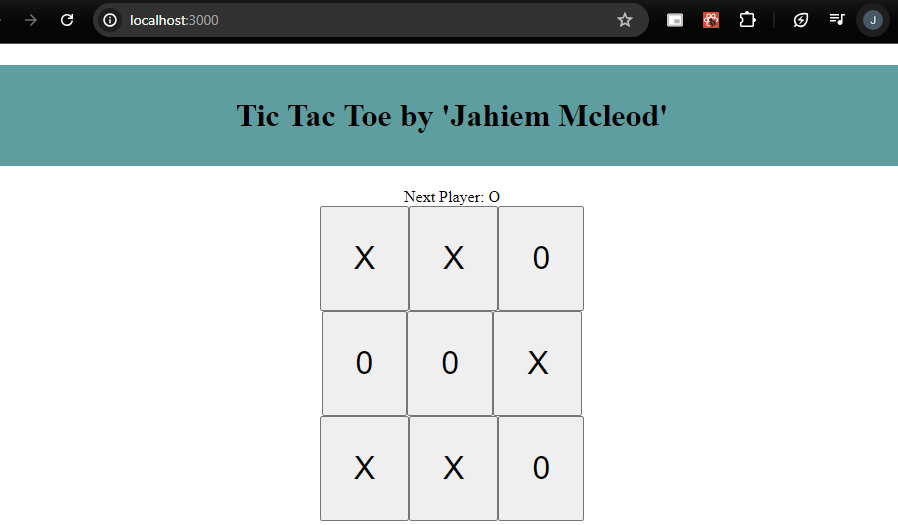 localhost:3000
J
Tic Tac Toe by 'Jahiem Mcleod'
Next Player: O
X X 0
0 0 X
X X 0